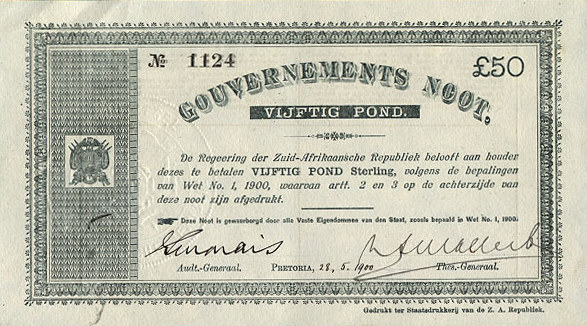 № 1124
£50
GOUVERNEMENTS NOOT,
VIJFTIG POND.
De Regeering der Zuid-Afrikaansche Republiek belooft aan houder
dezes te betalen VIJFTIG POND Sterling, volgens de bepalingen
van Wet No. 1, 1900, waarvan artt. 2 en 3 op de achterzijde van
deze noot zijn afgedrukt.
Deze Noot is gewaarborgd door alle Vaste Eigendommen van den Staat, zooals bepaald in Wet No. 1, 1900.
Audt.-Generaal. PRETORIA, 28, 5. 1900 Thes.-Generaal.
Gedrukt ter Staatsdrukkerij van de Z. A. Republiek.